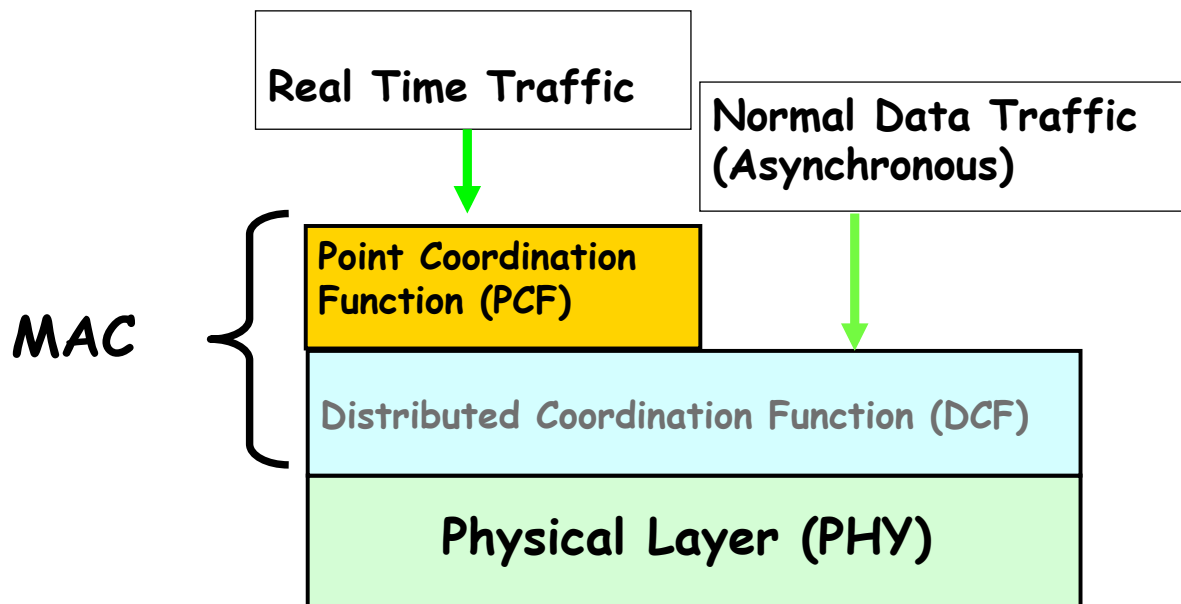 Real Time Traffic
Normal Data Traffic
(Asynchronous)
Point Coordination
Function (PCF)
MAC
Distributed Coordination Function (DCF)
Physical Layer (PHY)